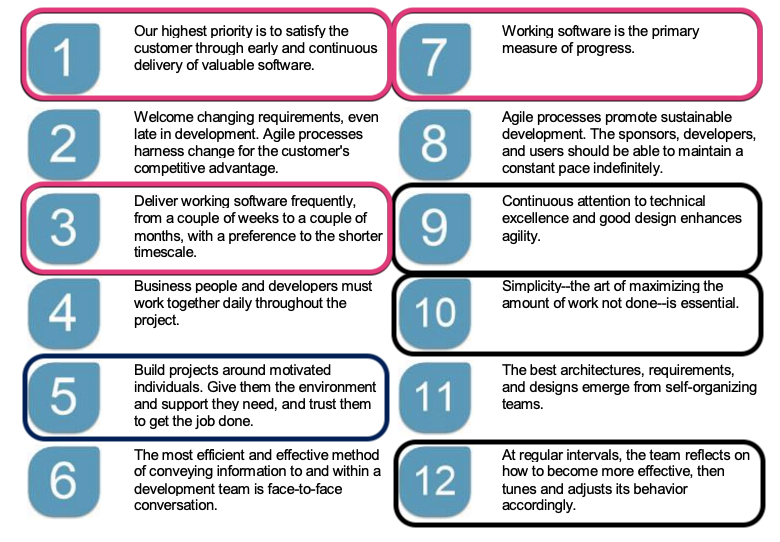 1
Our highest priority is to satisfy the
customer through early and continuous
delivery of valuable software.
2
Welcome changing requirements, even
late in development. Agile processes
harness change for the customer's
competitive advantage.
3
Deliver working software frequently,
from a couple of weeks to a couple of
months, with a preference to the shorter
timescale.
4
Business people and developers must
work together daily throughout the
project.
5
Build projects around motivated
individuals. Give them the environment
and support they need, and trust them
to get the job done.
6
The most efficient and effective method
of conveying information to and within a
development team is face-to-face
conversation.
7
Working software is the primary
measure of progress.
8
Agile processes promote sustainable
development. The sponsors, developers,
and users should be able to maintain a
constant pace indefinitely.
9
Continuous attention to technical
excellence and good design enhances
agility.
10
Simplicity--the art of maximizing the
amount of work not done--is essential.
11
The best architectures, requirements,
and designs emerge from self-organizing
teams.
12
At regular intervals, the team reflects on
how to become more effective, then
tunes and adjusts its behavior
accordingly.